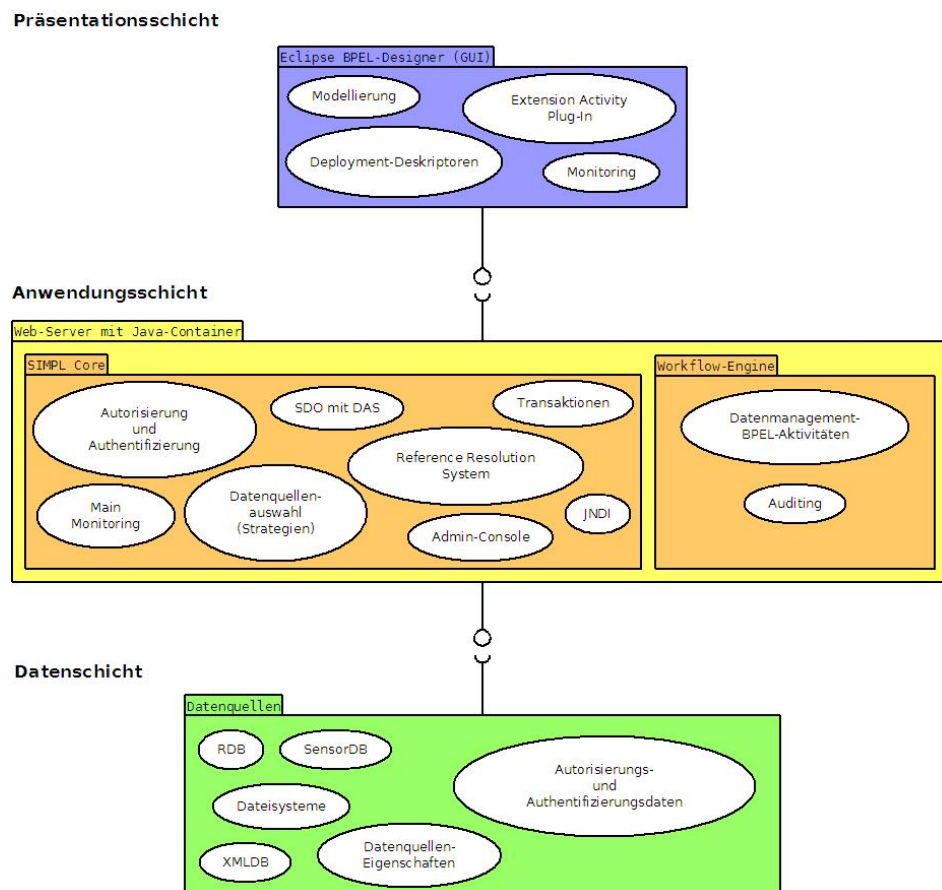 Präsentationsschicht
Eclipse BPEL-Designer (GUI)
Modellierung
Extension Activity
Plug-In
Deployment-Deskriptoren
Monitoring
Anwendungsschicht
Web-Server mit Java-Container
SIMPL Core
Workflow-Engine
Autorisierung
und
Authentifizierung
SDO mit DAS
Transaktionen
Datenmanagement-
BPEL-Aktivitäten
Reference Resolution
System
Main
Monitoring
Datenquellen-
auswahl
(Strategien)
JNDI
Auditing
Admin-Console
Datenschicht
Datenquellen
RDB
SensorDB
Autorisierungs-
und
Authentifizierungsdaten
Dateisysteme
XMLDB
Datenquellen-
Eigenschaften